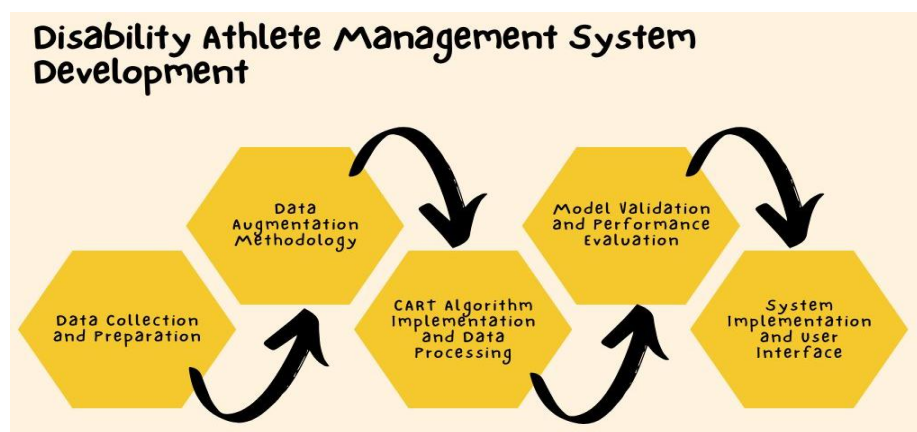 Disability Athlete Management System
Development
Data Collection
and Preparation
Data
Augmentation
Methodology
CART Algorithm
Implementation
and Data
Processing
Model Validation
and Performance
Evaluation
System
Implementation
and User
Interface